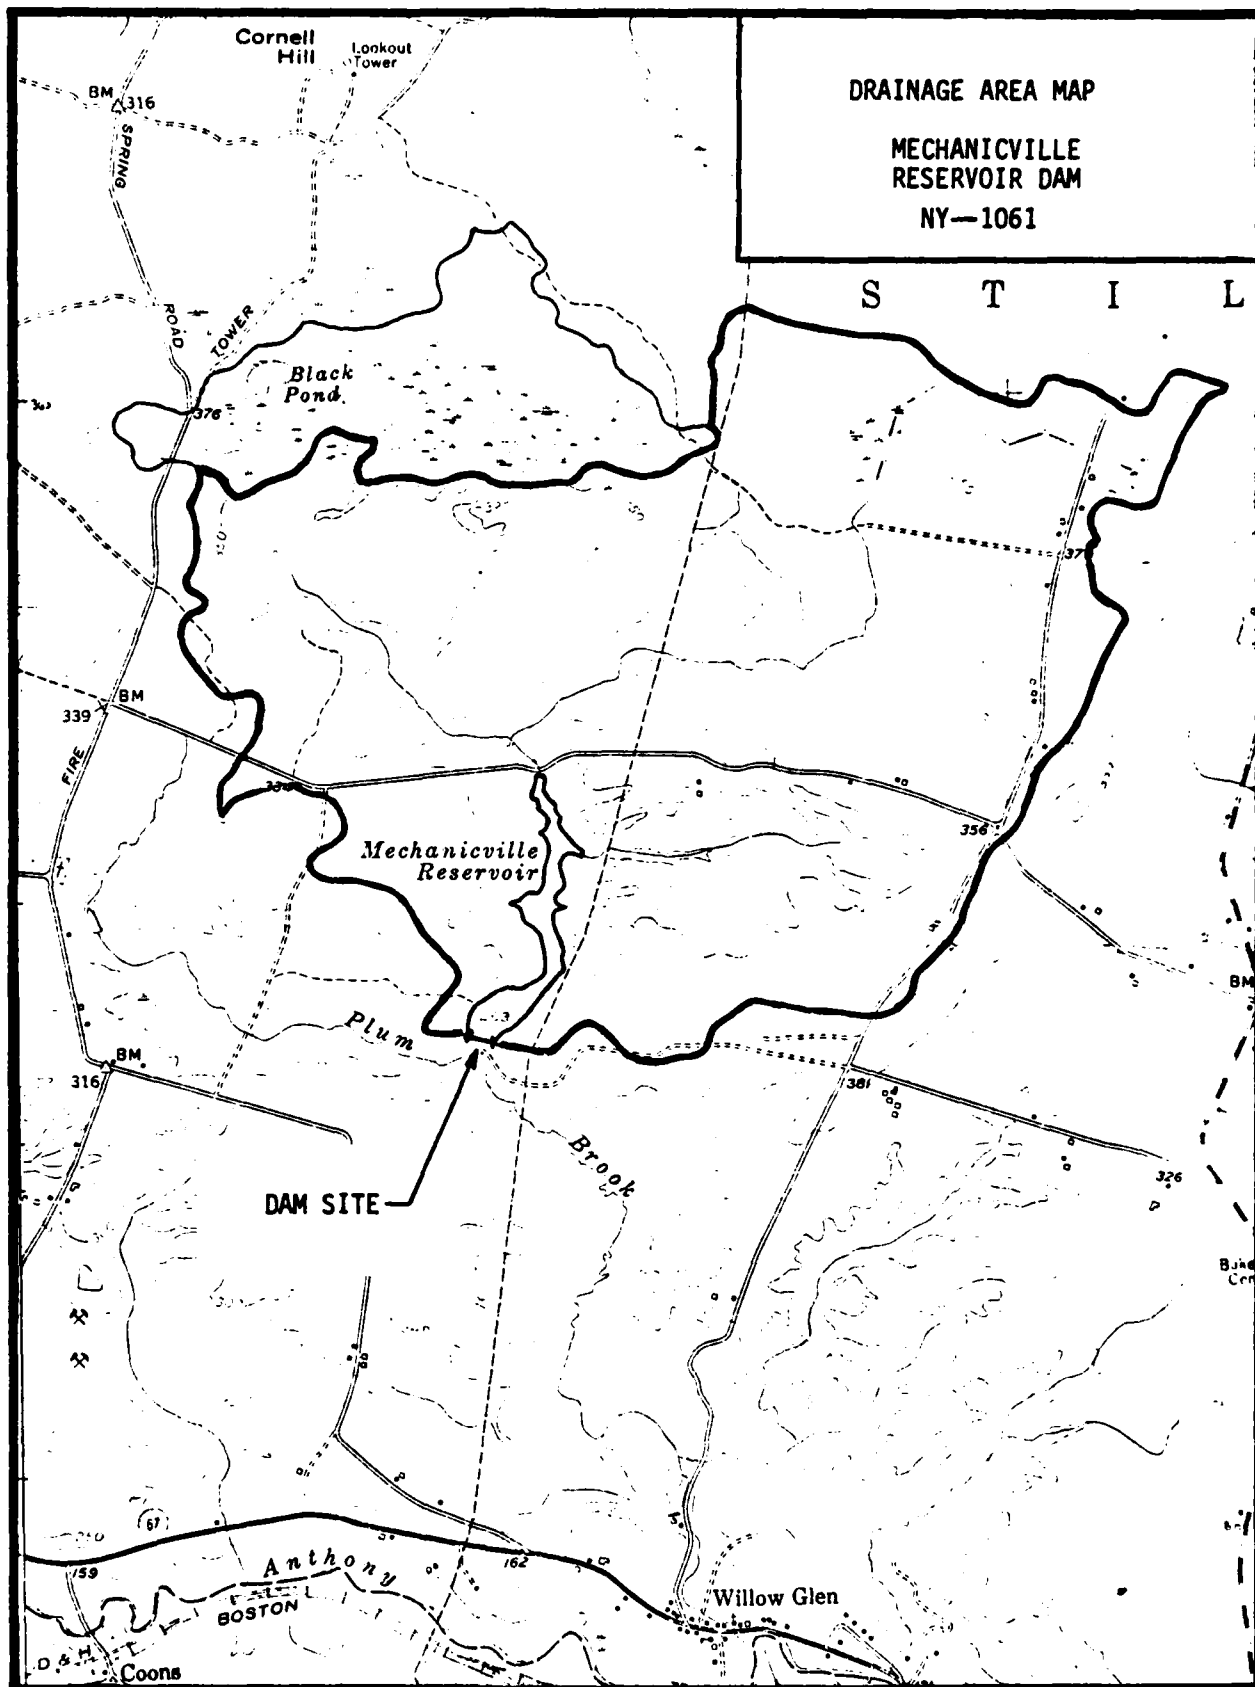 Cornell
Hill
Lookout
Tower
BM
316
SPRING
ROAD
TOWER
DRAINAGE AREA MAP
MECHANICVILLE
RESERVOIR DAM
NY—1061
S T I L
Black
Pond
376
BM
339
FIRE
356
Mechanicville
Reservoir
Plum
BM
BM
316
381
Brook
326
DAM SITE
67
159
162
Anthony
BOSTON
Willow Glen
D & H
Coons